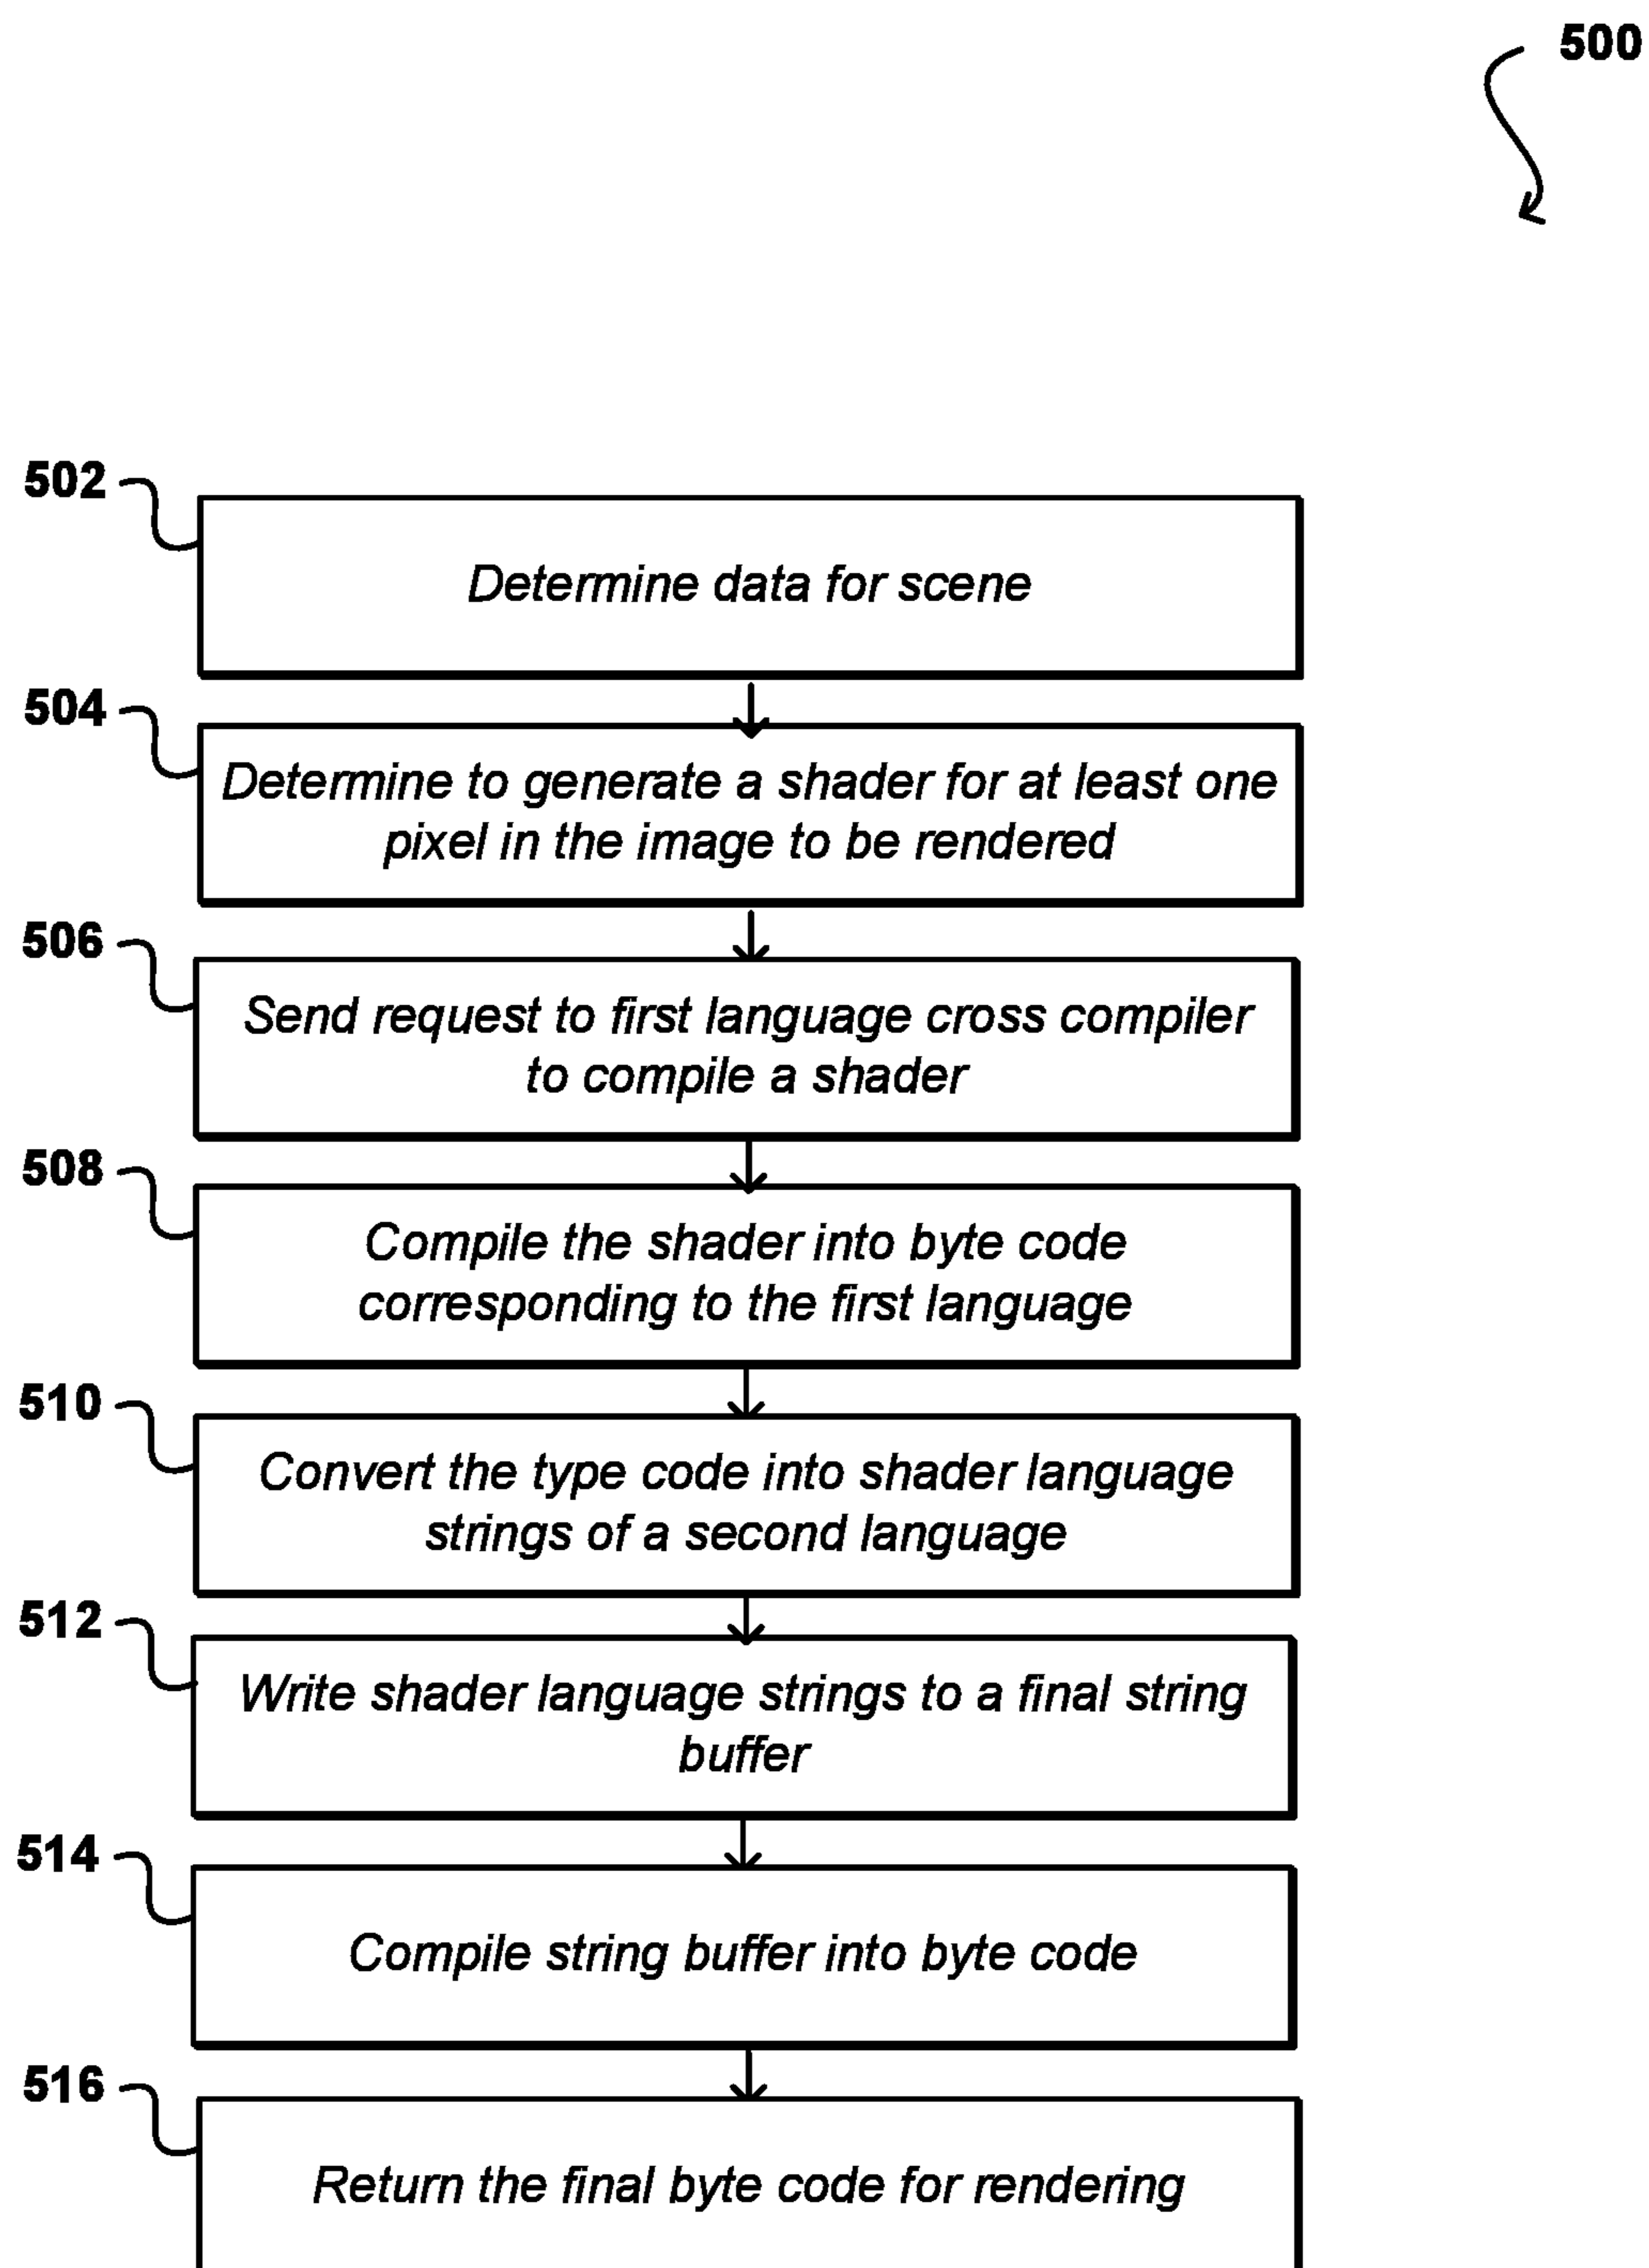 500
502
Determine data for scene
504
Determine to generate a shader for at least one
pixel in the image to be rendered
506
Send request to first language cross compiler
to compile a shader
508
Compile the shader into byte code
corresponding to the first language
510
Convert the type code into shader language
strings of a second language
512
Write shader language strings to a final string
buffer
514
Compile string buffer into byte code
516
Return the final byte code for rendering